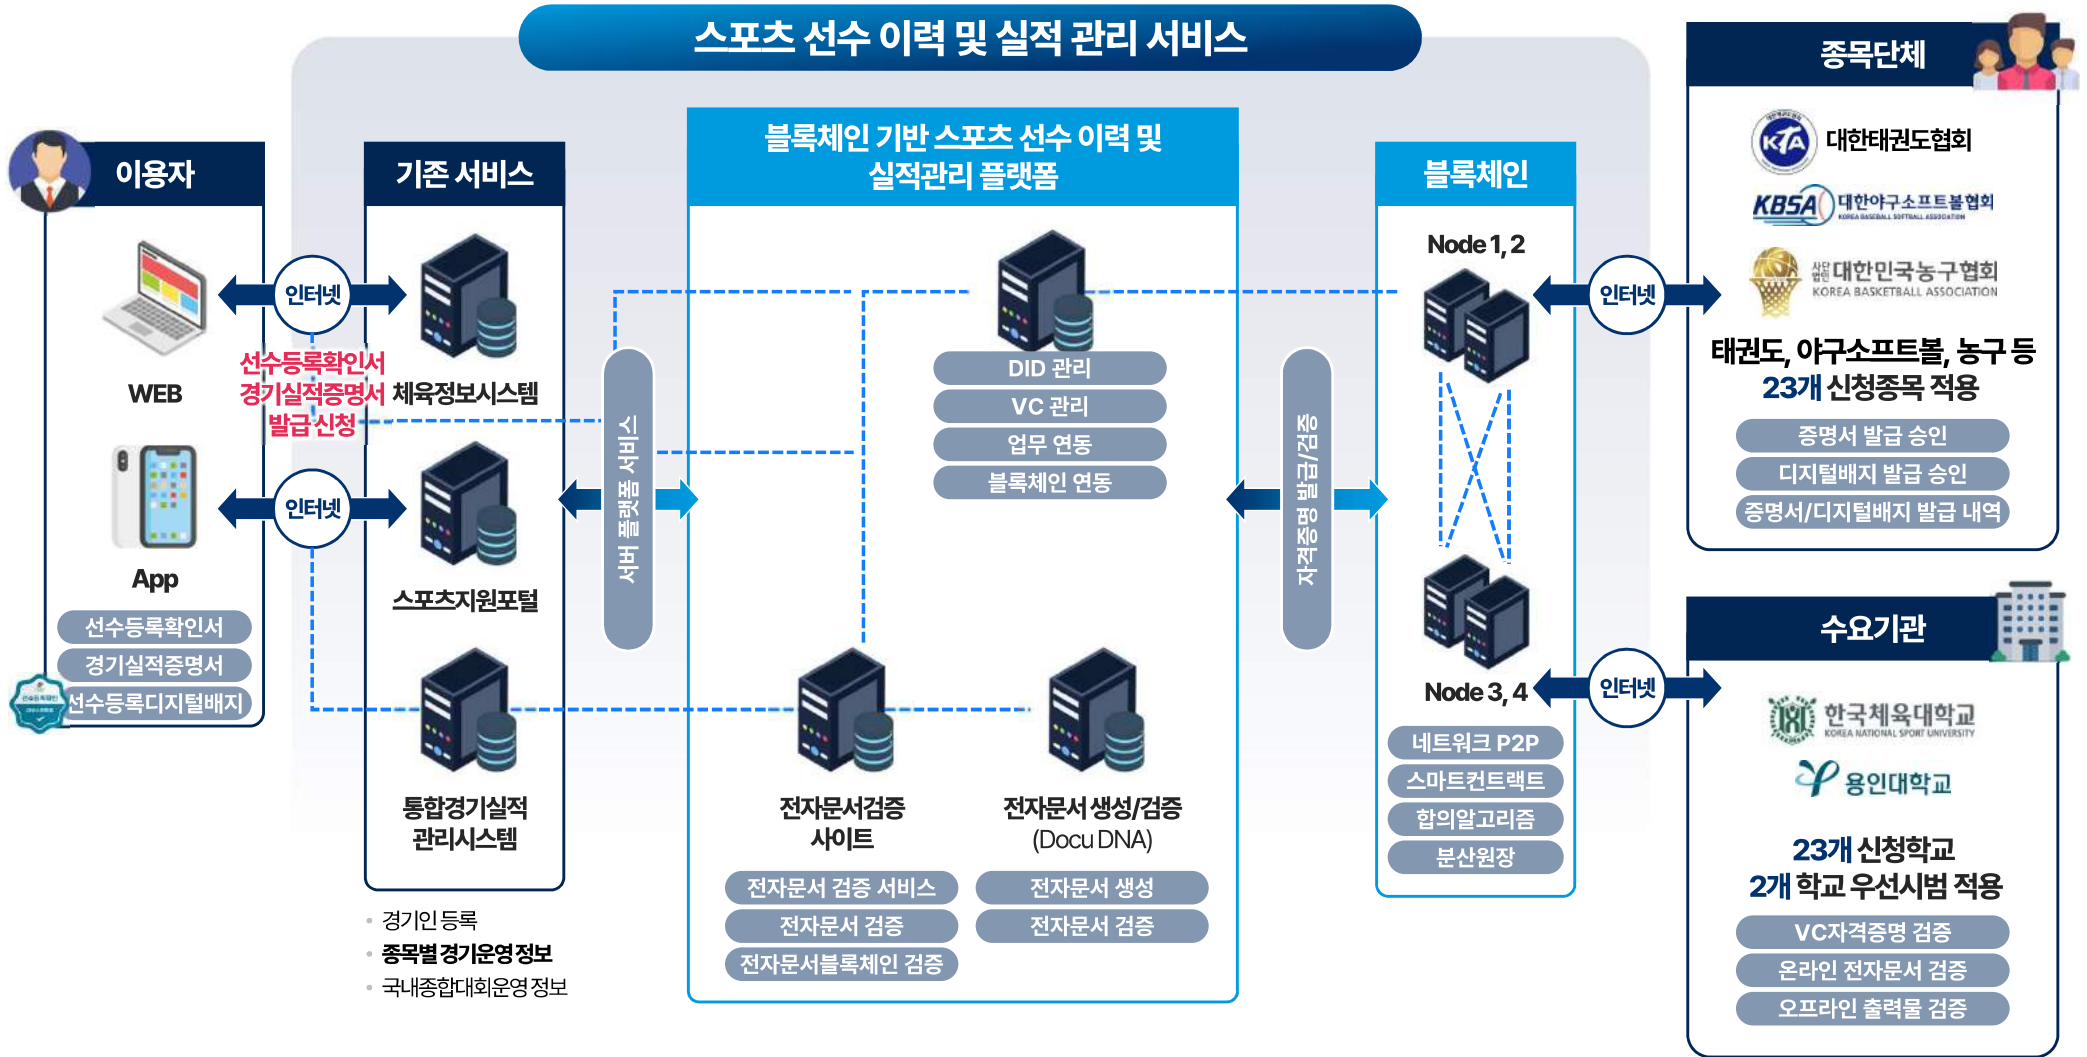 스포츠 선수 이력 및 실적 관리 서비스
이용자
WEB
App
선수등록확인서
경기실적증명서
선수등록디지털배지
인터넷
선수등록확인서
경기실적증명서
발급 신청
인터넷
기존 서비스
체육정보시스템
스포츠지원포털
통합경기실적
관리시스템
• 경기인 등록
• 종목별 경기운영 정보
• 국내종합대회운영 정보
서버 플랫폼 서비스
블록체인 기반 스포츠 선수 이력 및
실적관리 플랫폼
DID 관리
VC 관리
업무 연동
블록체인 연동
전자문서검증
사이트
전자문서 검증 서비스
전자문서 검증
전자문서블록체인 검증
전자문서 생성/검증
(Docu DNA)
전자문서 생성
전자문서 검증
자격증명 발급/검증
블록체인
Node 1, 2
Node 3, 4
네트워크 P2P
스마트컨트랙트
합의알고리즘
분산원장
인터넷
인터넷
종목단체
KTA
대한태권도협회
KBSA 대한야구소프트볼협회
KOREA BASEBALL SOFTBALL ASSOCIATION
사단법인 대한민국농구협회
KOREA BASKETBALL ASSOCIATION
태권도, 야구소프트볼, 농구 등
23개 신청종목 적용
증명서 발급 승인
디지털배지 발급 승인
증명서/디지털배지 발급 내역
수요기관
한국체육대학교
KOREA NATIONAL SPORT UNIVERSITY
용인대학교
23개 신청학교
2개 학교 우선시범 적용
VC자격증명 검증
온라인 전자문서 검증
오프라인 출력물 검증